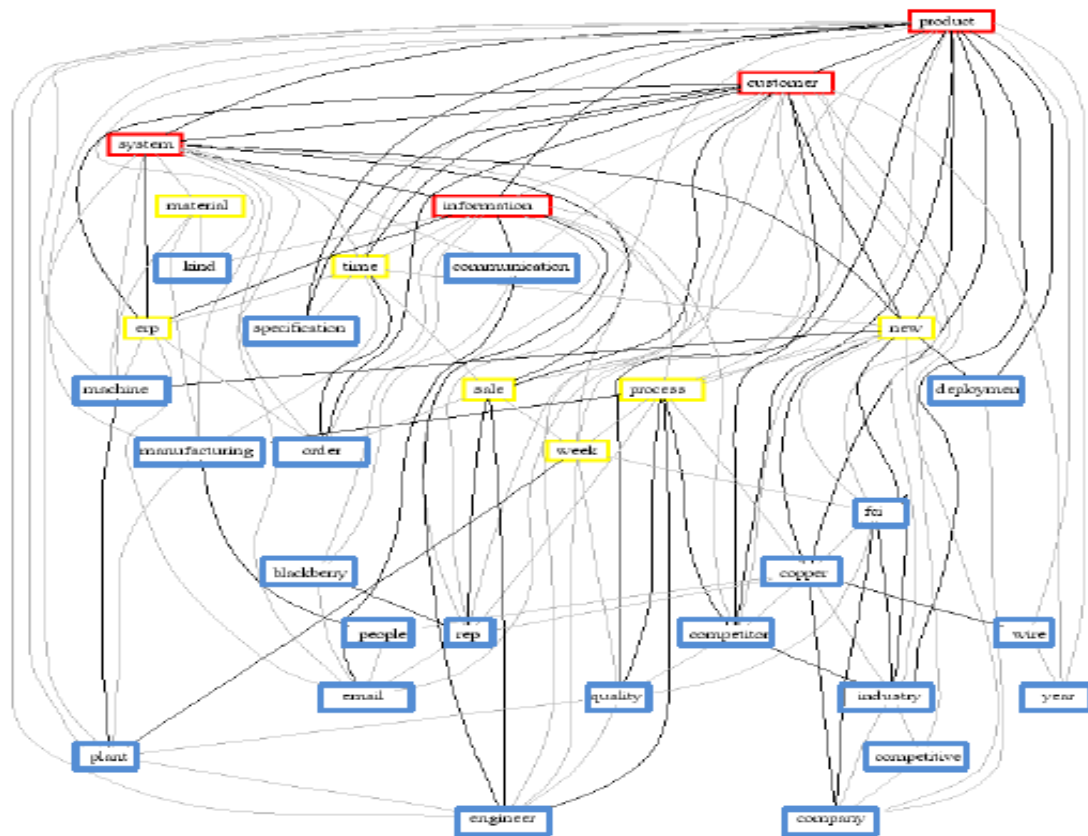 product
customer
system
material
information
kind
time
communication
erp
specification
new
machine
sale
process
deploymen
manufacturing
order
week
fci
blackberry
copper
people
rep
competitor
wire
email
quality
industry
year
plant
competitive
engineer
company